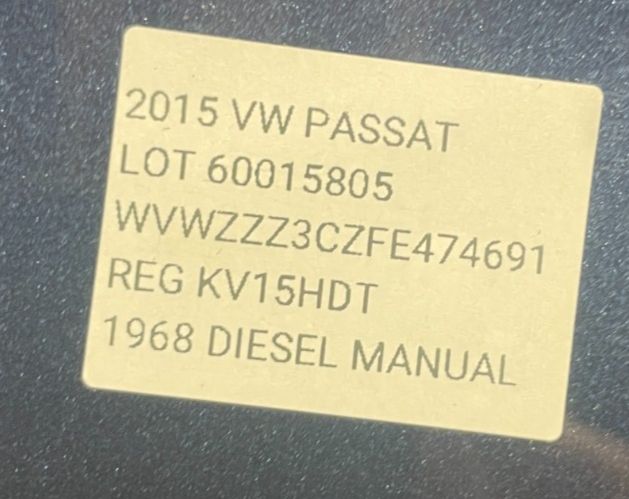 2015 VW PASSAT
LOT 60015805
WVWZZZ3CZFE474691
REG KV15HDT
1968 DIESEL MANUAL